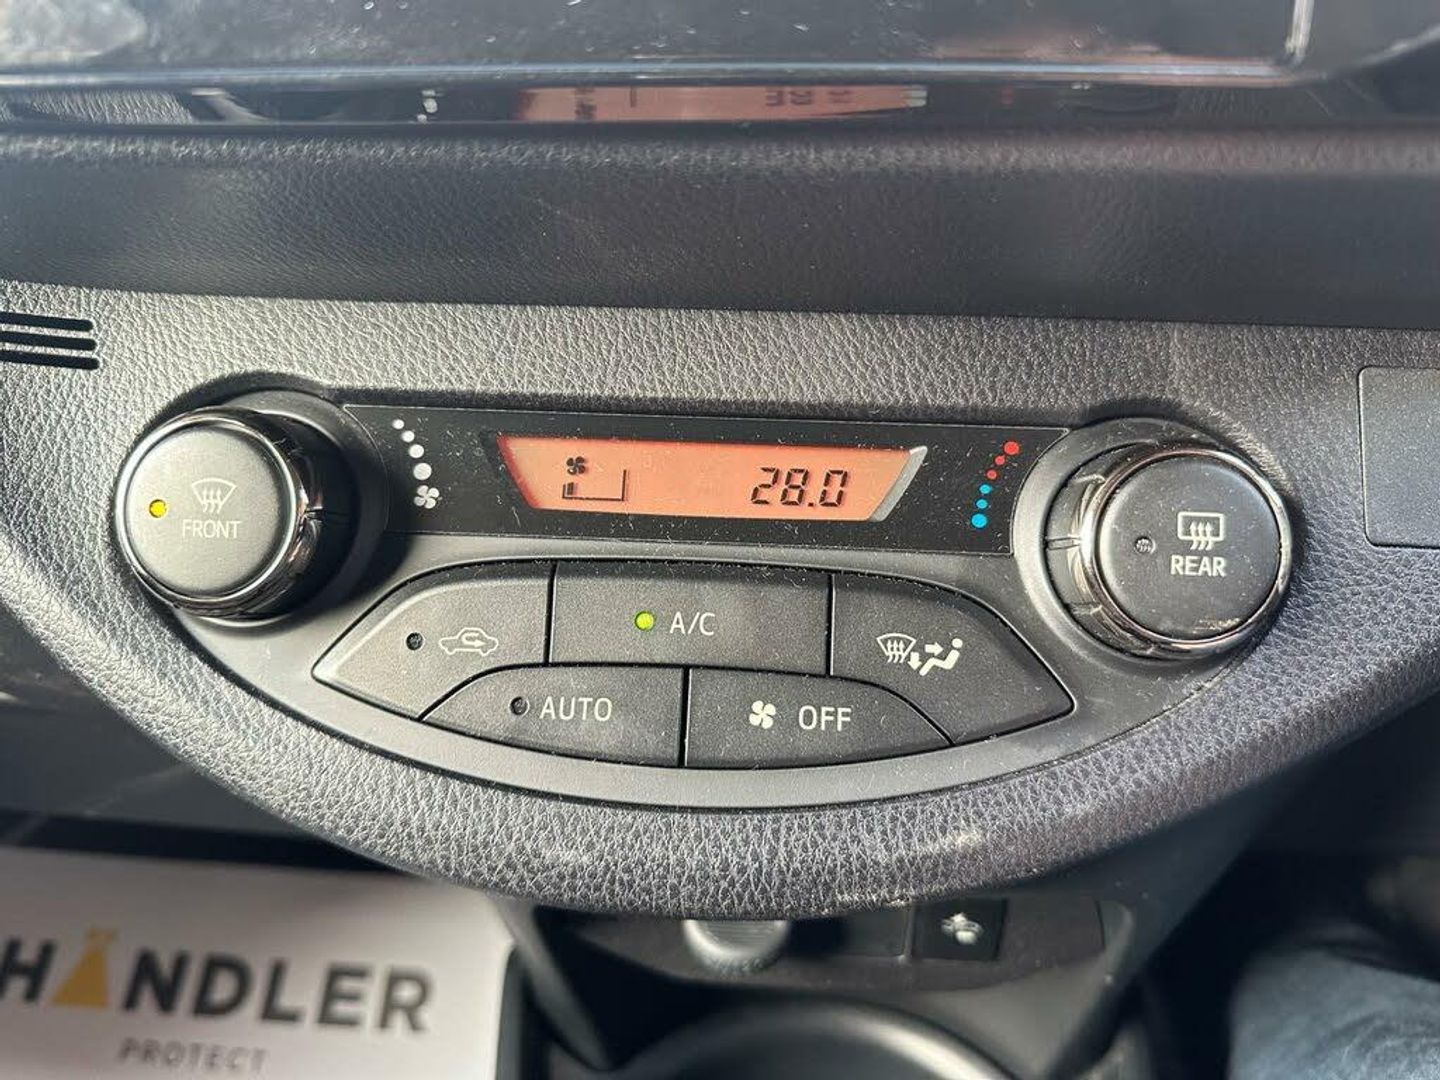 28.0
FRONT
REAR
A/C
AUTO
OFF
HANDLER
PROTECT